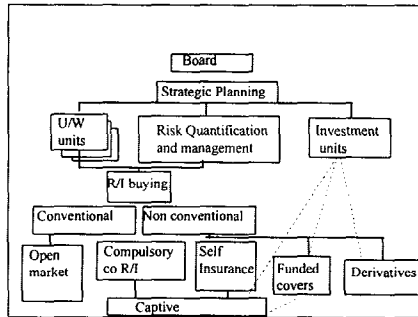 Board
Strategic Planning
U/W
units
Risk Quantification
and management
Investment
units
R/I buying
Conventional
Non conventional
Open
market
Compulsory
co R/I
Self
Insurance
Funded
covers
Derivatives
Captive